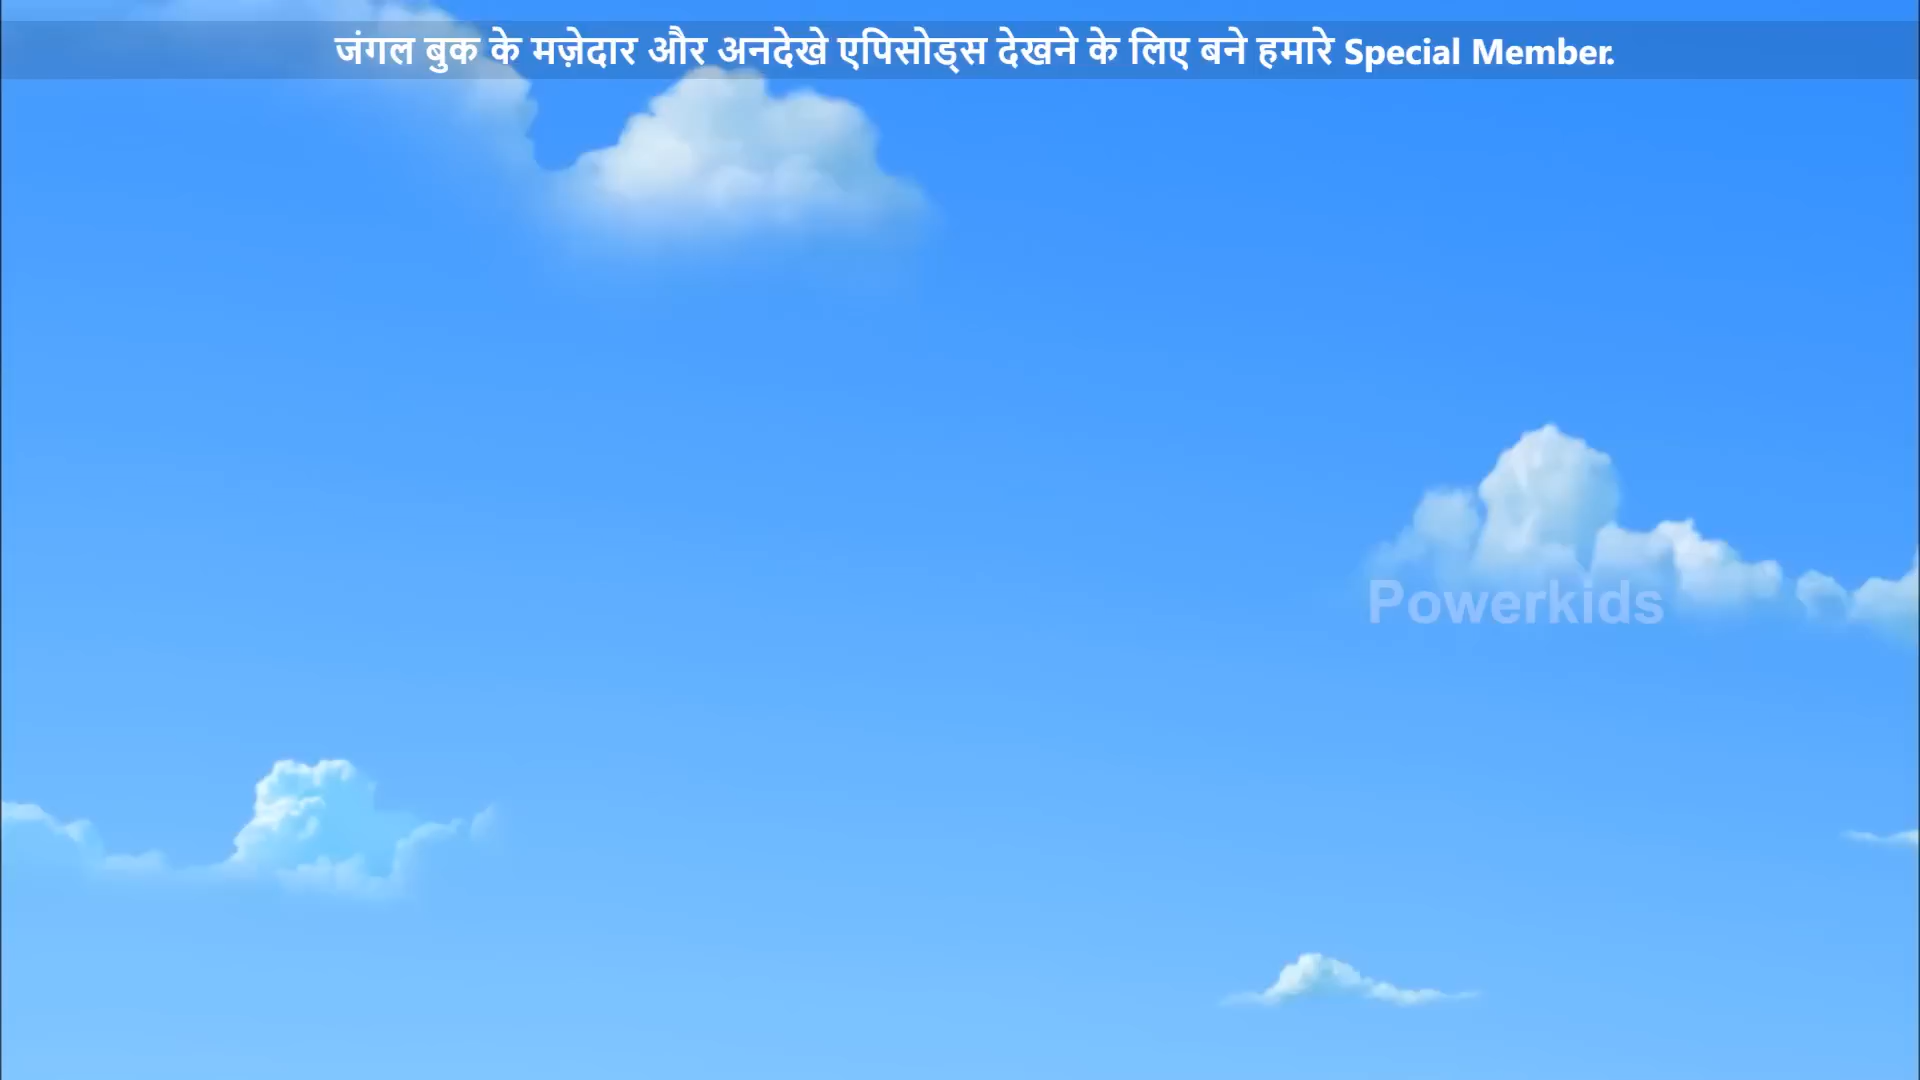 जंगल बुक के मज़ेदार और अनदेखे एपिसोड्स देखने के लिए बने हमारे Special Member.
Powerkids